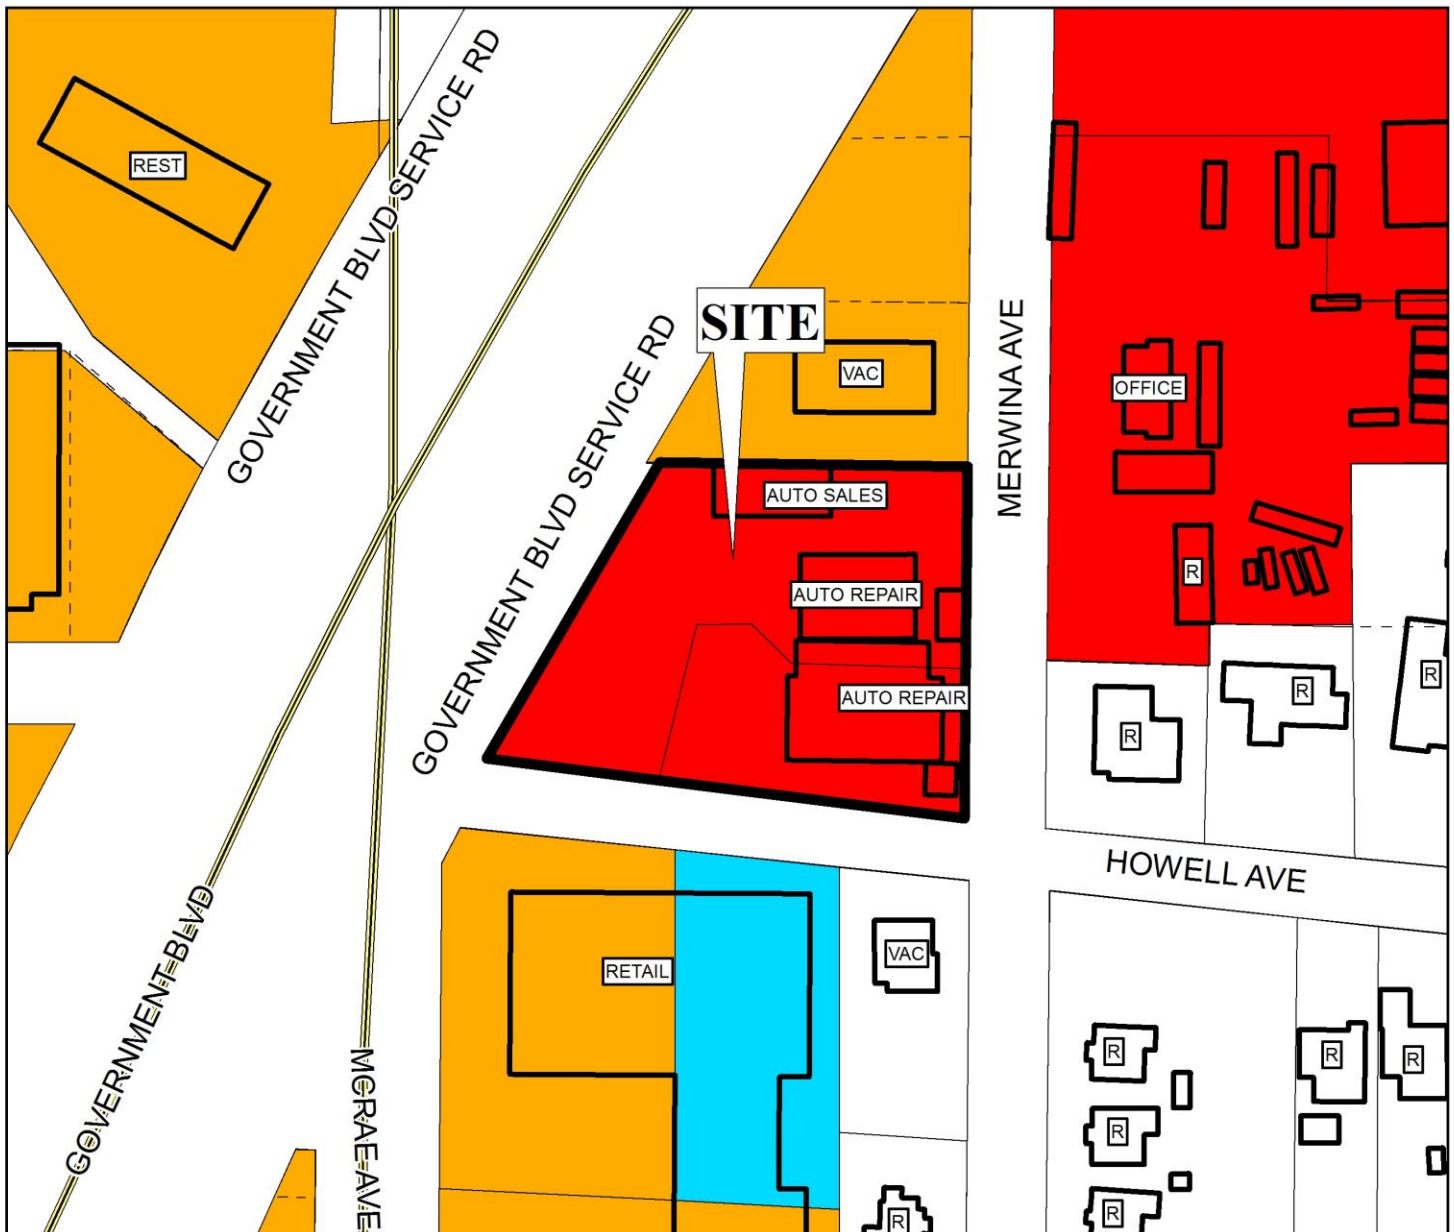 GOVERNMENT BLVD SERVICE RD
REST
SITE
GOVERNMENT BLVD SERVICE RD
VAC
MERWINA AVE
OFFICE
AUTO SALES
AUTO REPAIR
R
AUTO REPAIR
R
R
R
HOWELL AVE
GOVERNMENT BLVD
RETAIL
VAC
MCRAE AVE
R
R
R
R
R
R